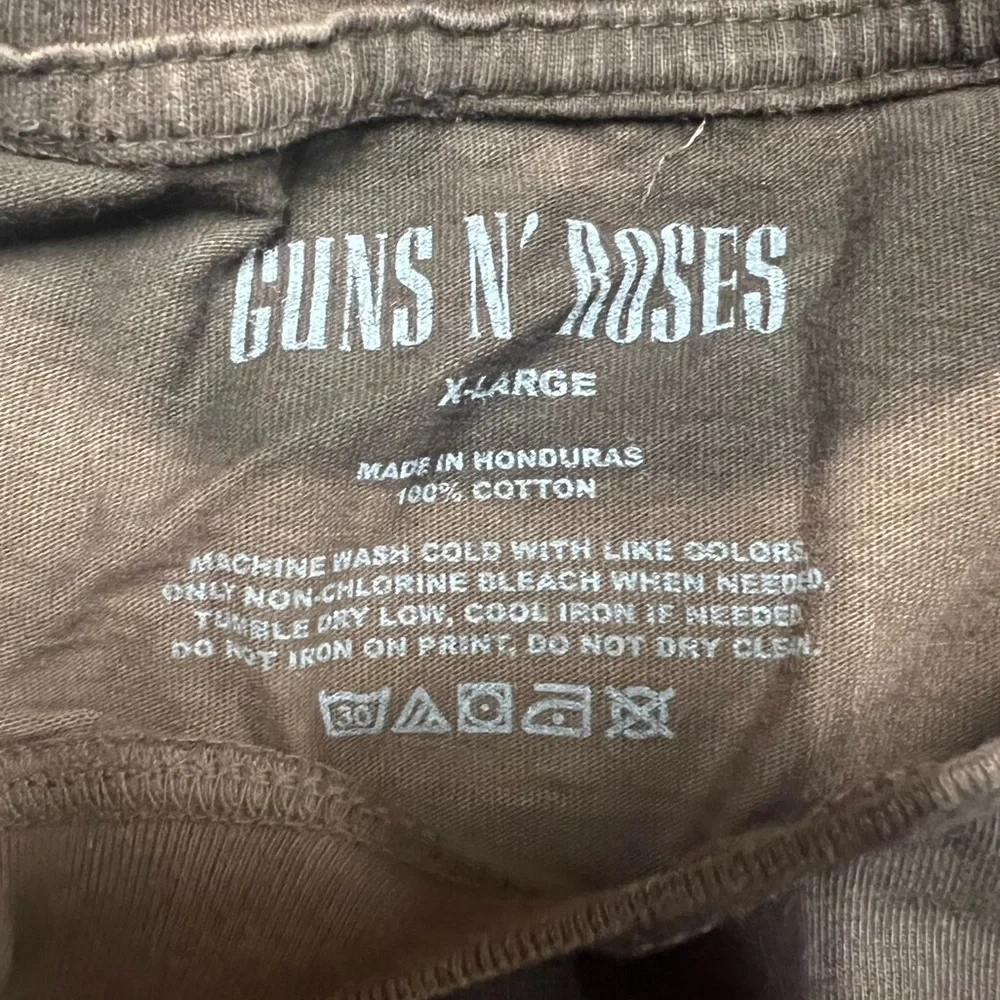 GUNS N' ROSES
X-LARGE
MADE IN HONDURAS
100% COTTON
MACHINE WASH COLD WITH LIKE COLORS,
ONLY NON-CHLORINE BLEACH WHEN NEEDED,
TUMBLE DRY LOW, COOL IRON IF NEEDED
DO NOT IRON ON PRINT. DO NOT DRY CLEAN.
30